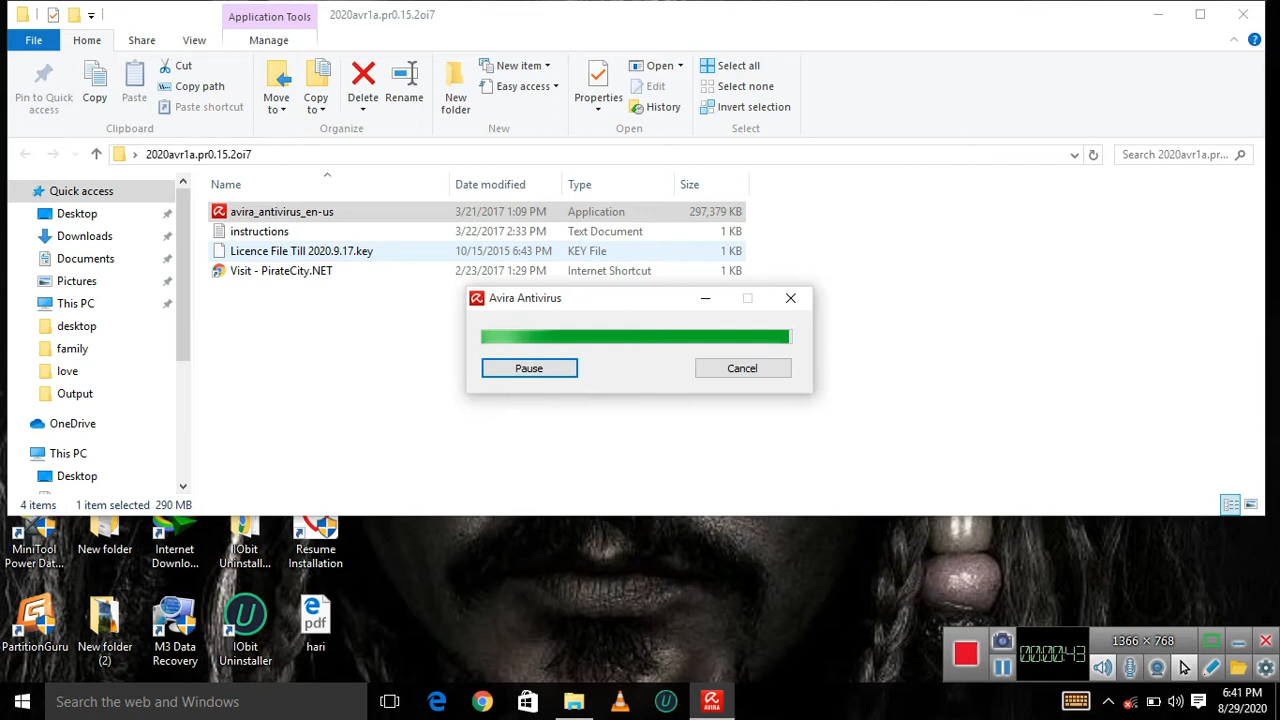 Application Tools
2020avr1a.pr0.15.2oi7
File
Home
Share
View
Manage
Pin to Quick access
Copy
Paste
Cut
Copy path
Paste shortcut
Clipboard
Move to
Copy to
Delete
Rename
Organize
New folder
New item
Easy access
New
Properties
Open
Edit
History
Open
Select all
Select none
Invert selection
Select
2020avr1a.pr0.15.2oi7
Search 2020avr1a.pr...
Name
Date modified
Type
Size
avira_antivirus_en-us 3/21/2017 1:09 PM Application 297,379 KB
instructions 3/22/2017 2:33 PM Text Document 1 KB
Licence File Till 2020.9.17.key 10/15/2015 6:43 PM KEY File 1 KB
Visit - PirateCity.NET 2/23/2017 1:29 PM Internet Shortcut 1 KB
Quick access
Desktop
Downloads
Documents
Pictures
This PC
desktop
family
love
Output
OneDrive
This PC
Desktop
Avira Antivirus
Pause
Cancel
4 items 1 item selected 290 MB
MiniTool Power Dat...
New folder
Internet Downlo...
IObit Uninstall...
Resume Installation
PartitionGuru
New folder (2)
M3 Data Recovery
IObit Uninstaller
pdf
hari
1366 × 768
00:00:43
Search the web and Windows
AVIRA
6:41 PM
8/29/2020